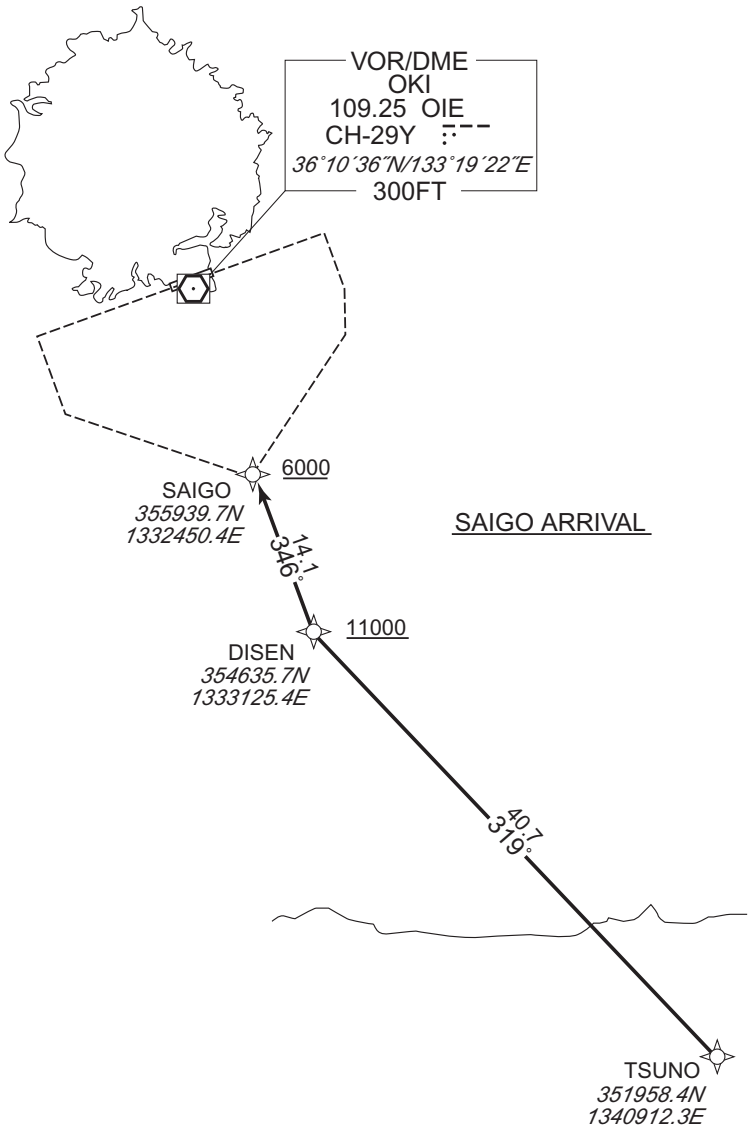 VOR/DME
OKI
109.25 OIE
CH-29Y
36°10´36˝N/133°19´22˝E
300FT
6000
SAIGO
355939.7N
1332450.4E
SAIGO ARRIVAL
14.1
346°
11000
DISEN
354635.7N
1333125.4E
40.7
319°
TSUNO
351958.4N
1340912.3E